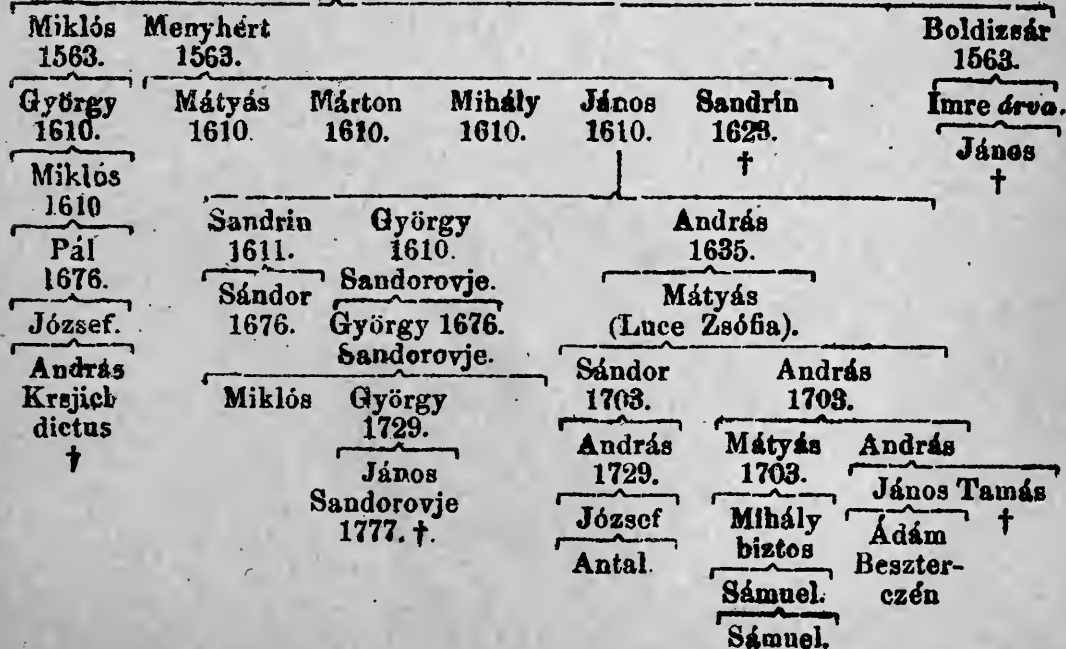 Miklós Menyhért Boldizsár
1563. 1563. 1563.
György Mátyás Márton Mihály János Sandrin Imre árva.
1610. 1610. 1610. 1610. 1610. 1623. János
† †
Miklós
1610 Sandrin György András
Pál 1611. 1610. 1635.
1676. Sándor Sandorovje. Mátyás
József. 1676. György 1676. (Luce Zsófia).
András Sandorovje. Sándor András
Krajich Miklós György 1703. 1703.
dictus 1729. András Mátyás András
† János 1729. 1703. János Tamás
Sandorovje József Mihály Ádám †
1777. †. Antal. biztos Beszter-
Sámuel. czén
Sámuel.